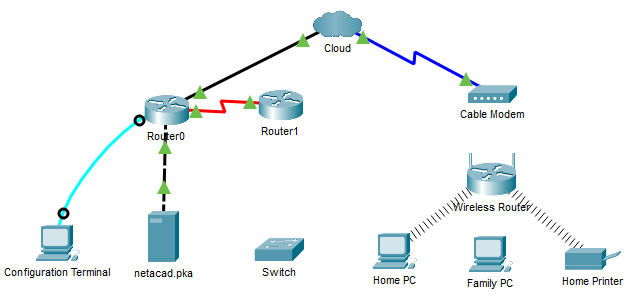 Cloud
Cable Modem
Router0
Router1
Wireless Router
Configuration Terminal
netacad.pka
Switch
Home PC
Family PC
Home Printer